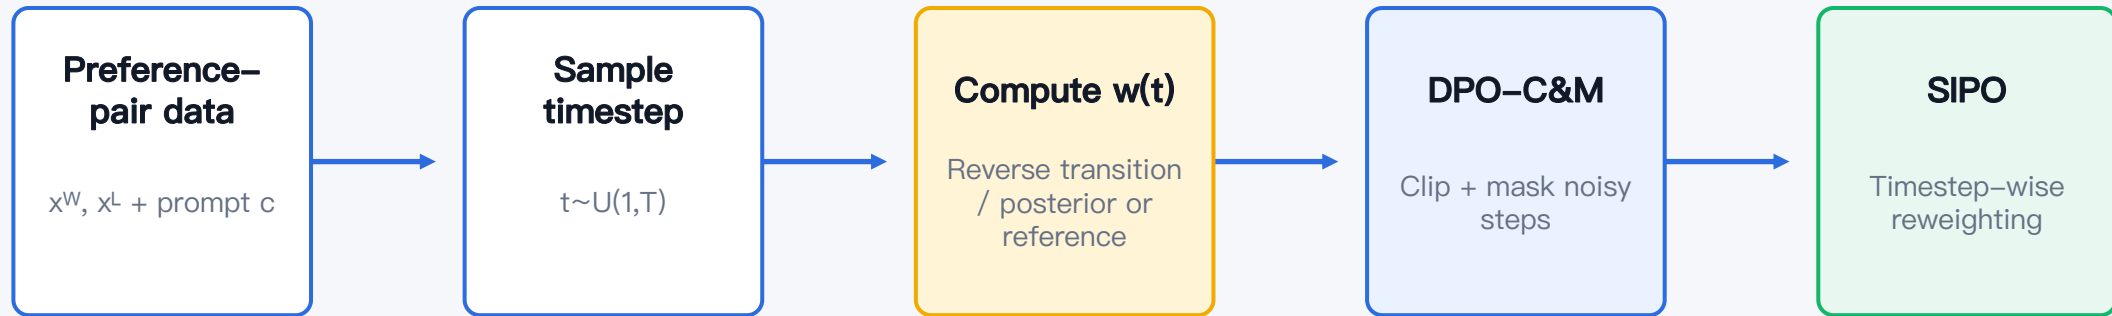 Preference–
pair data
xᵂ, xᴸ + prompt c
Sample
timestep
t~U(1,T)
Compute w(t)
Reverse transition
/ posterior or
reference
DPO–C&M
Clip + mask noisy
steps
SIPO
Timestep–wise
reweighting